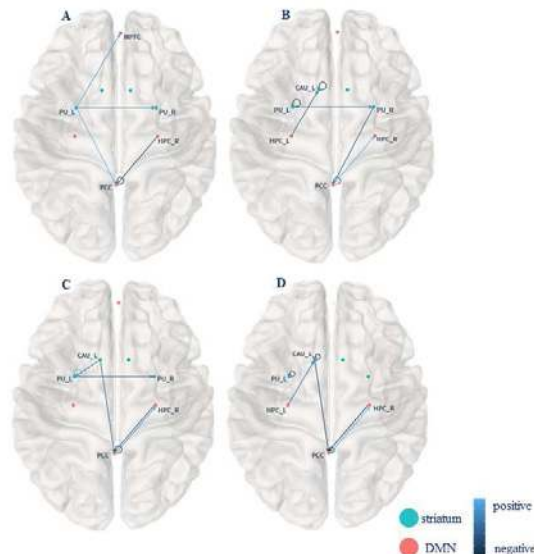 A
MPFG
PU_L
PU_R
HPC_R
PCC
B
CAU_L
PU_L
PU_R
HPC_L
HPC_R
PCC
C
CAU_L
PU_L
PU_R
HPC_R
PCC
D
CAU_L
PU_L
HPC_L
HPC_R
PCC
striatum
DMN
positive
negative